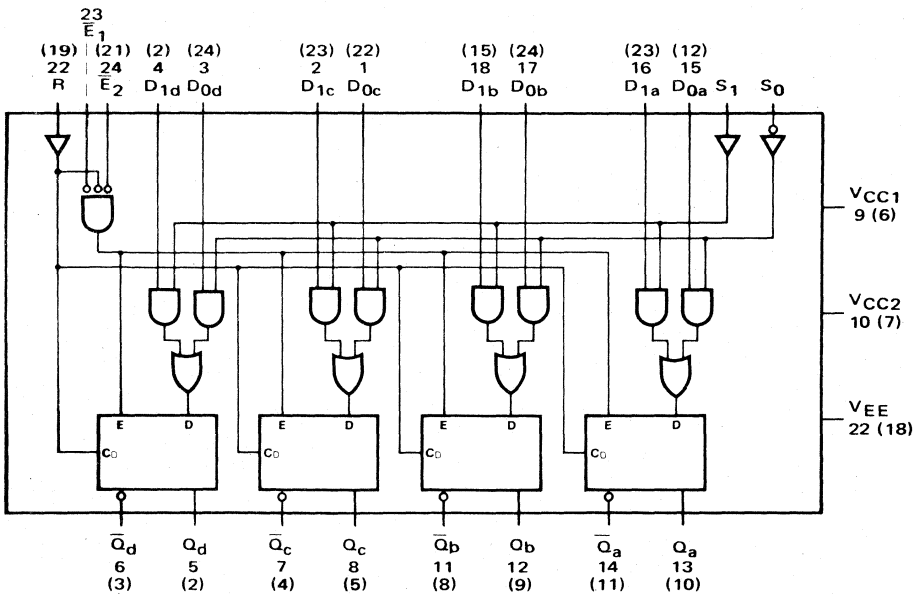 23
E̅1
(19) (21) (2) (24) (23) (22) (15) (24) (23) (12)
22 24 4 3 2 1 18 17 16 15
R E̅2 D1d D0d D1c D0c D1b D0b D1a D0a S1 S0
VCC1
9 (6)
VCC2
10 (7)
VEE
22 (18)
E D E D E D E D
CD CD CD CD
Q̅d Qd Q̅c Qc Q̅b Qb Q̅a Qa
6 5 7 8 11 12 14 13
(3) (2) (4) (5) (8) (9) (11) (10)